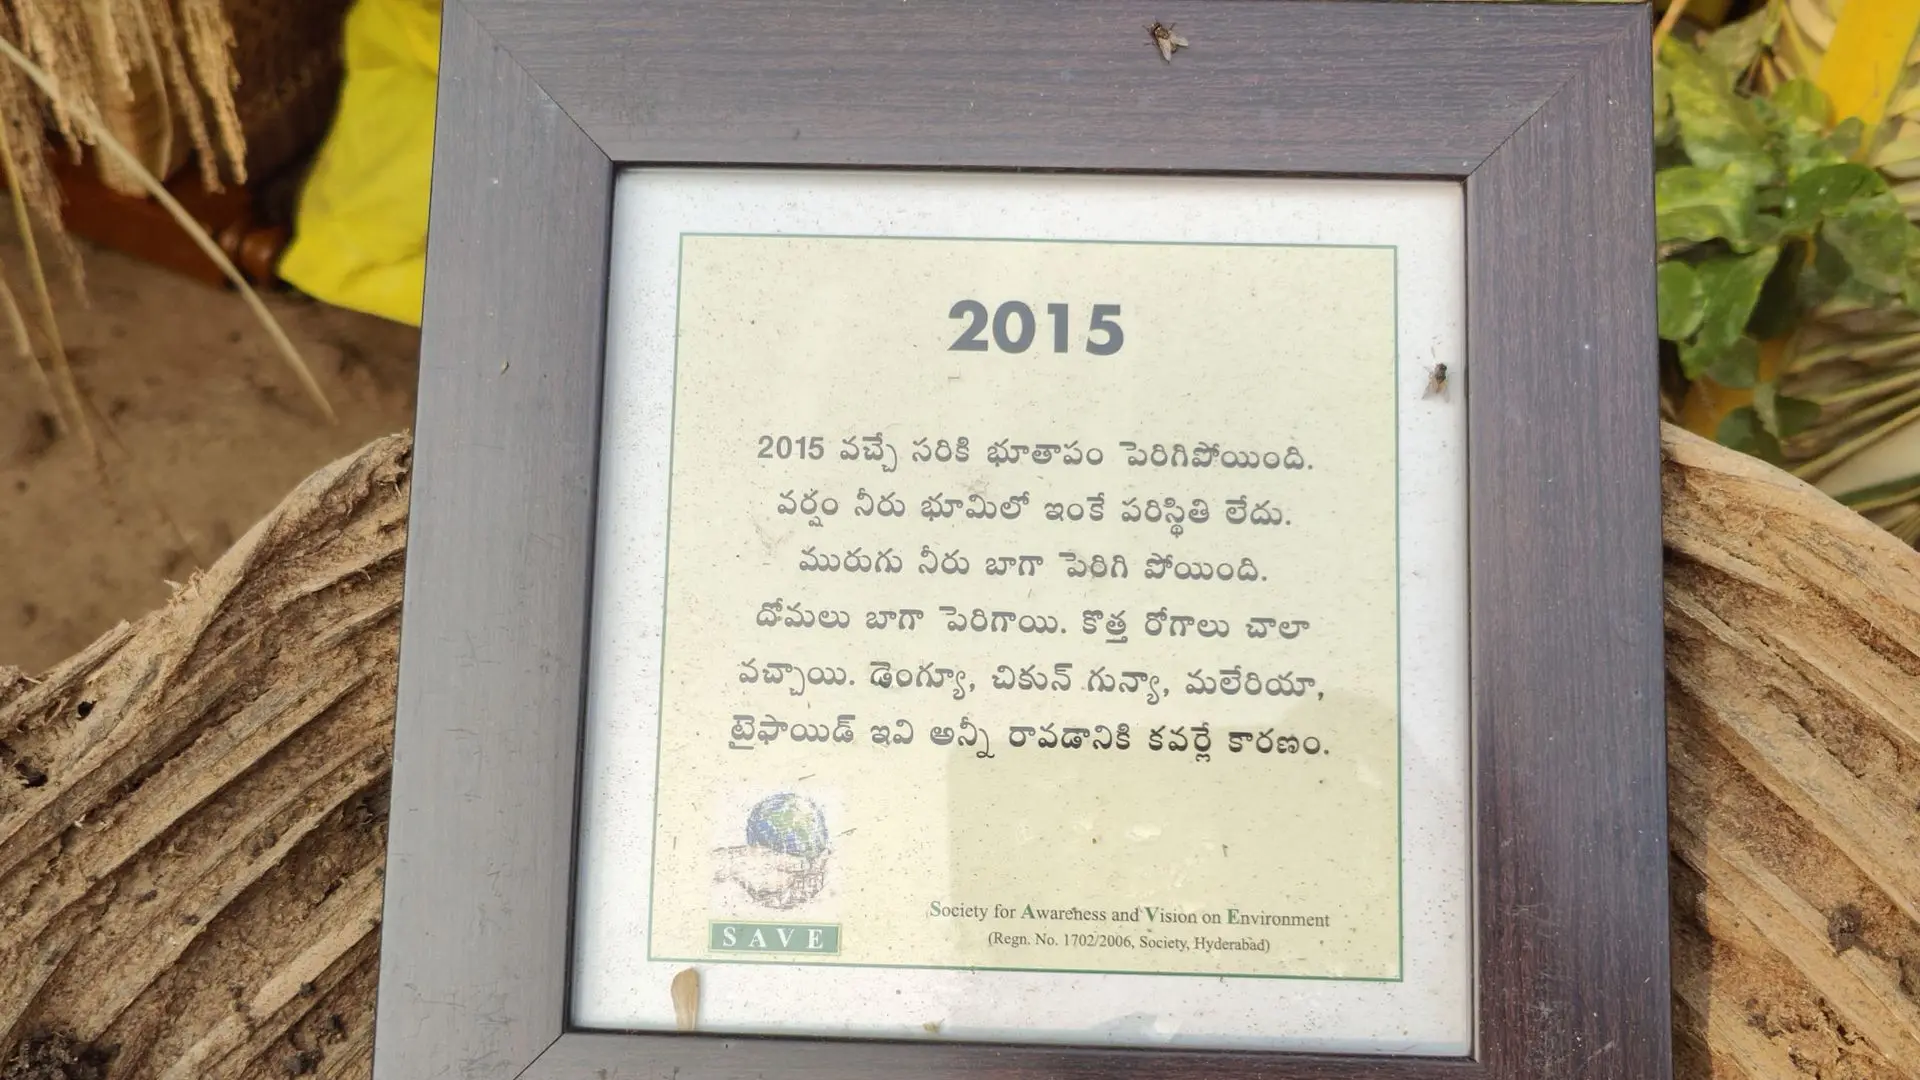 2015
2015 వచ్చే సరికి భూతాపం పెరిగిపోయింది.
వర్షం నీరు భూమిలో ఇంకే పరిస్థితి లేదు.
మురుగు నీరు బాగా పెరిగి పోయింది.
దోమలు బాగా పెరిగాయి. కొత్త రోగాలు చాలా
వచ్చాయి. డెంగ్యూ, చికున్ గున్యా, మలేరియా,
టైఫాయిడ్ ఇవి అన్నీ రావడానికి కవర్లే కారణం.
Society for Awareness and Vision on Environment
(Regn. No. 1702/2006, Society, Hyderabad)
SAVE